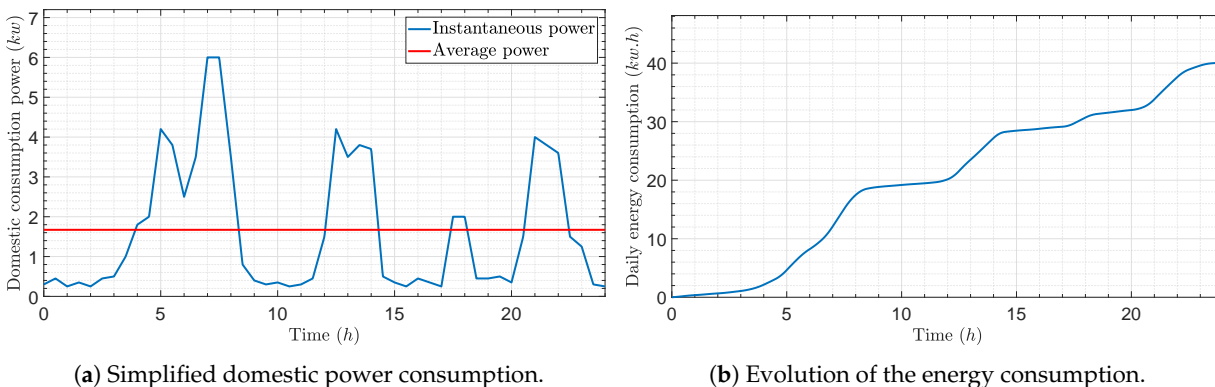 7
6
5
4
3
2
1
0
Domestic consumption power (kw)
Instantaneous power
Average power
0
5
10
15
20
Time (h)
(a) Simplified domestic power consumption.
40
30
20
10
0
Daily energy consumption (kw.h)
0
5
10
15
20
Time (h)
(b) Evolution of the energy consumption.